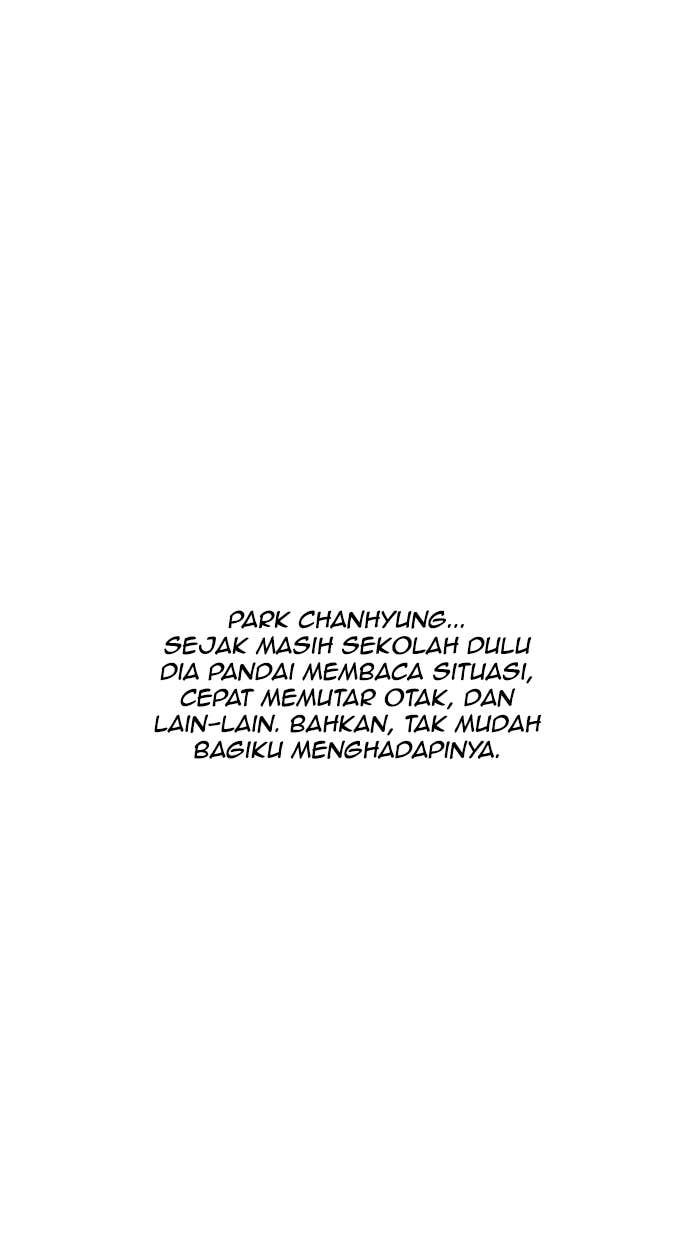 PARK CHANHYUNG...
SEJAK MASIH SEKOLAH DULU
DIA PANDAI MEMBACA SITUASI,
CEPAT MEMUTAR OTAK, DAN
LAIN-LAIN. BAHKAN, TAK MUDAH
BAGIKU MENGHADAPINYA.